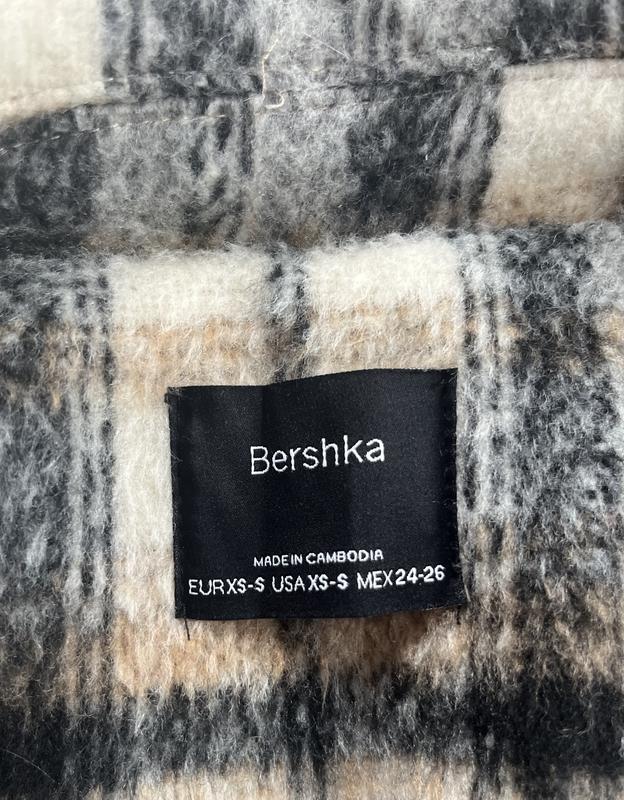 Bershka
MADE IN CAMBODIA
EUR XS-S USA XS-S MEX 24-26